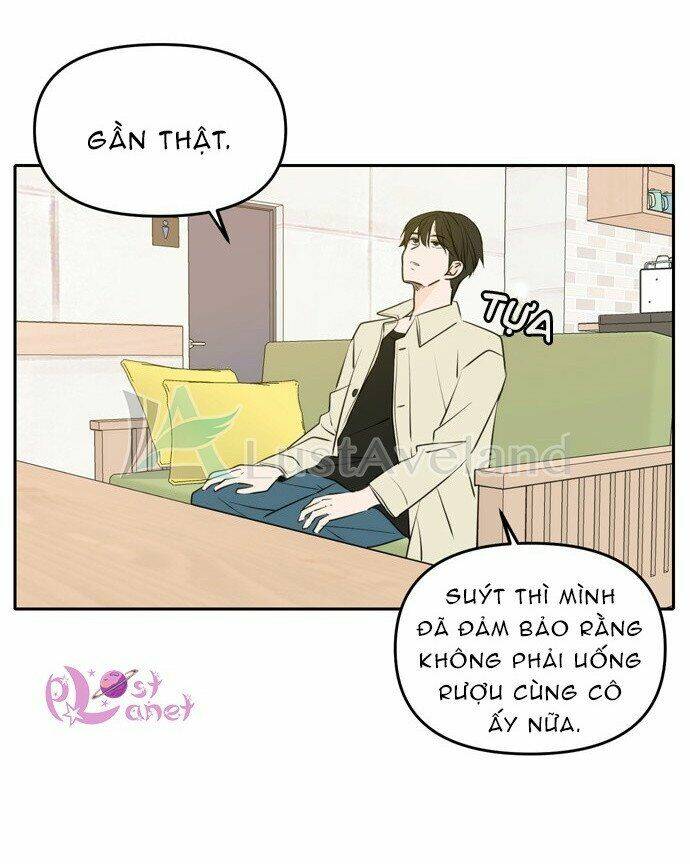 GẦN THẬT.
TỰA
LustAveland
SUÝT THÌ MÌNH
ĐÃ ĐẢM BẢO RẰNG
KHÔNG PHẢI UỐNG
RƯỢU CÙNG CÔ
ẤY NỮA.
Lost
Planet